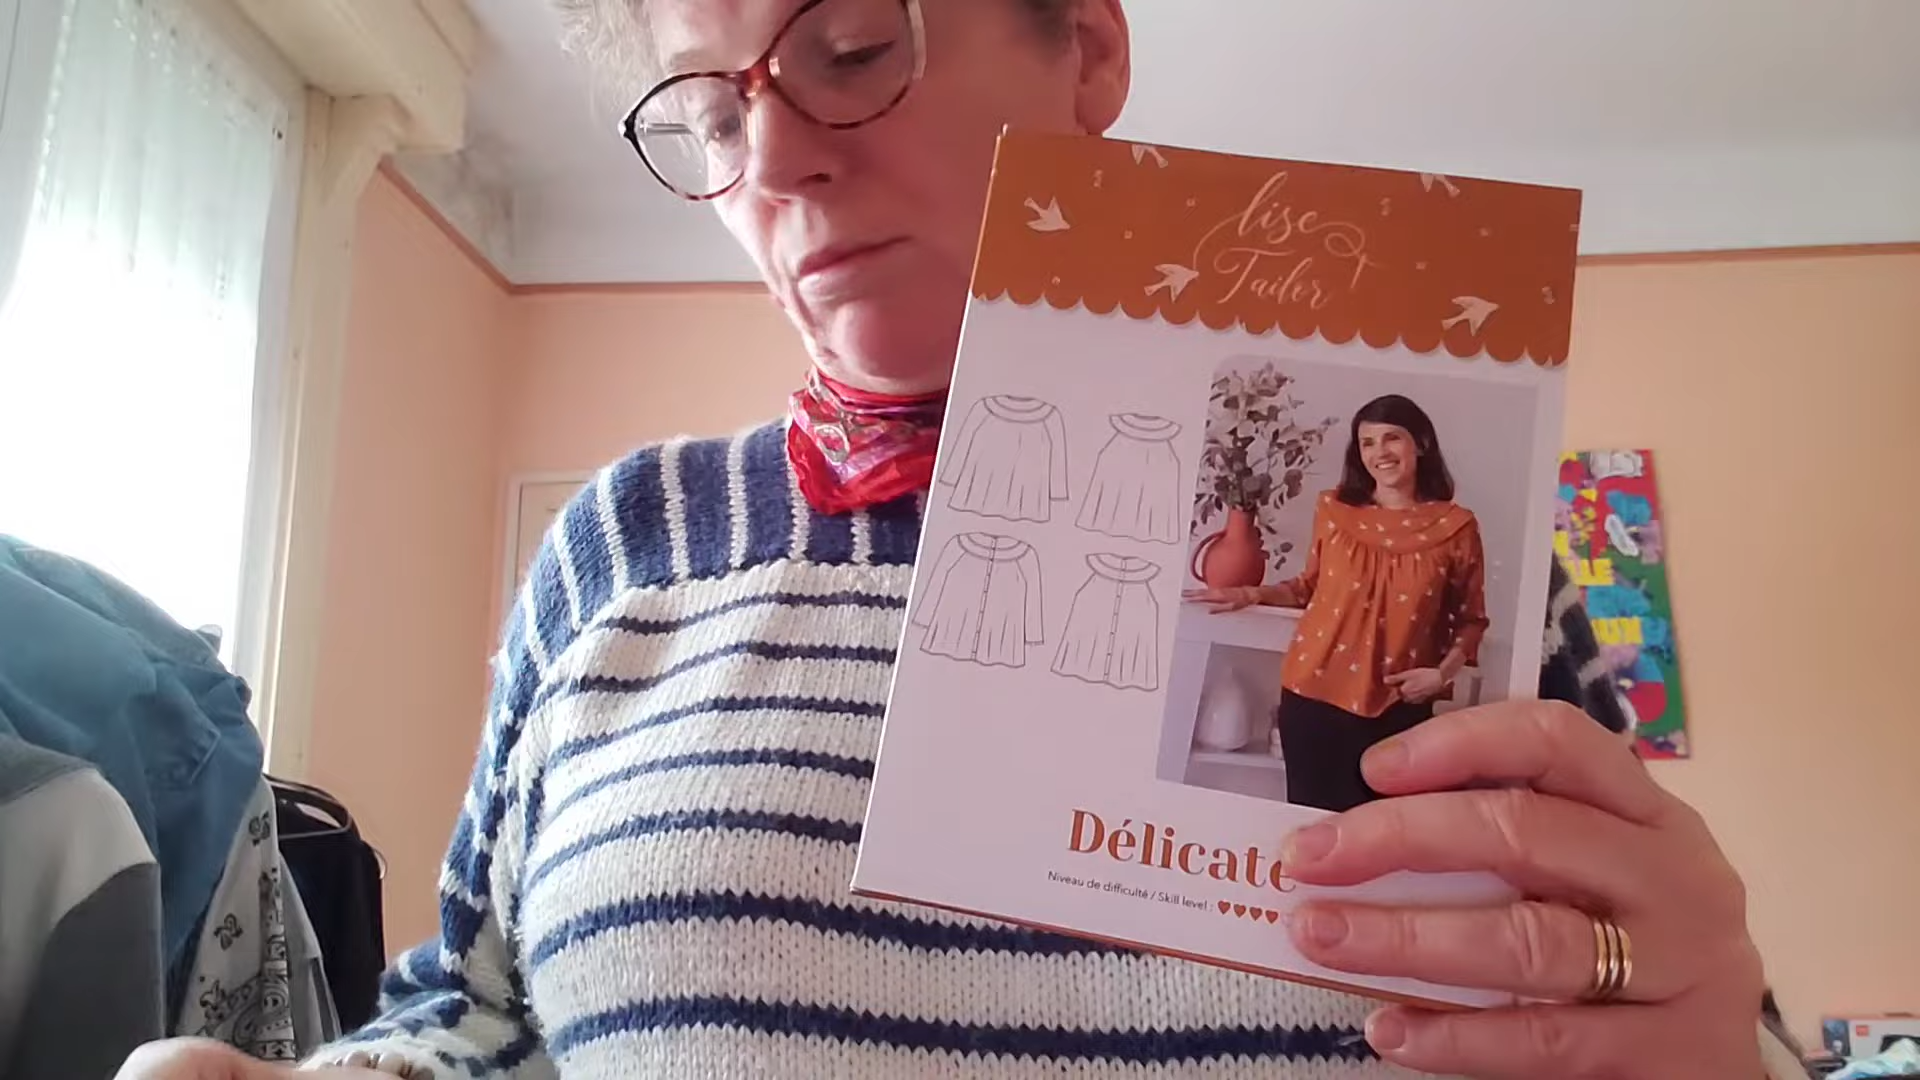 lise
Tailor
Délicate
Niveau de difficulté / Skill level :